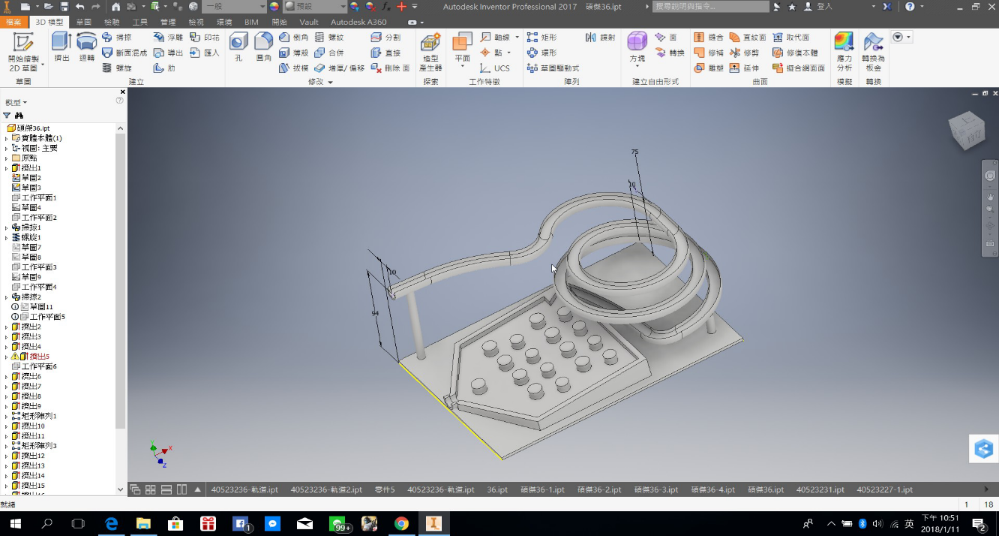 Autodesk Inventor Professional 2017 碩傑36.ipt
搜尋說明與指令...
登入
一般
預設
檔案 3D 模型 草圖 檢驗 工具 管理 檢視 環境 BIM 開始 Vault Autodesk A360
開始繪製 2D 草圖
擠出
迴轉
掃掠 浮雕 印花
斷面混成 導出 匯入
螺旋 肋
孔
圓角
倒角 螺紋 分割
薄殼 合併 直接
拔模 增厚/ 偏移 刪除 面
造型 產生器
平面
軸線
點
UCS
矩形 鏡射
環形
草圖驅動式
方塊
面
轉換
縫合 直紋面 取代面
修補 修剪 修復本體
雕塑 延伸 擬合網面面
應力 分析
轉換為 板金
草圖 建立 修改 探索 工作特徵 陣列 建立自由形式 曲面 模擬 轉換
模型
碩傑36.ipt
實體本體(1)
視圖: 主要
原點
擠出1
草圖2
草圖3
工作平面1
草圖4
工作平面2
掃掠1
螺旋1
草圖7
草圖8
工作平面3
草圖9
工作平面4
掃掠2
草圖11
工作平面5
擠出2
擠出3
擠出4
擠出5
工作平面6
擠出6
擠出7
擠出8
擠出9
矩形陣列1
擠出10
擠出11
矩形陣列3
擠出12
擠出13
擠出14
擠出15
75
10
10
94
X
Z
40523236-軌道.ipt 40523236-軌道2.ipt 零件5 40523236-軌道.ipt 36.ipt 碩傑36-1.ipt 碩傑36-2.ipt 碩傑36-3.ipt 碩傑36-4.ipt 碩傑36.ipt 40523231.ipt 40523227-1.ipt
就緒
1 18
1
99+
英
下午 10:51
2018/1/11
2